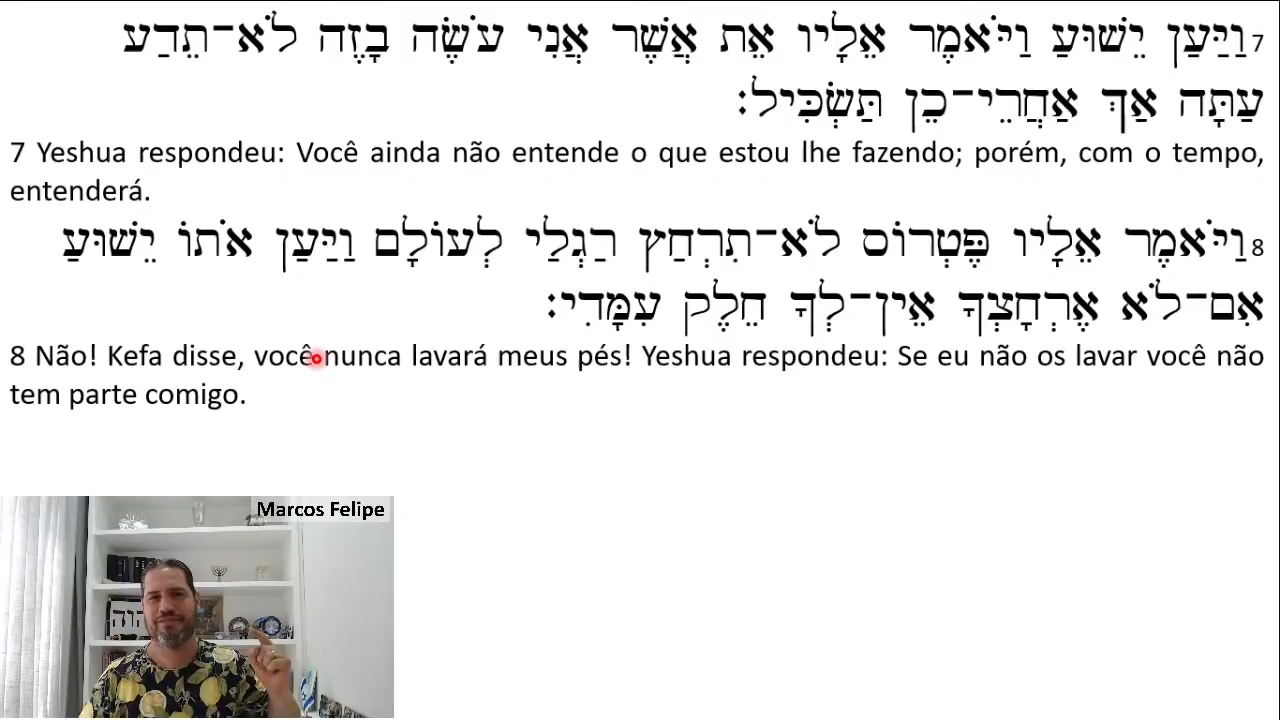 7וַיַּעַן יֵשׁוּעַ וַיֹּאמֶר אֵלָיו אֵת אֲשֶׁר אֲנִי עֹשֶׂה בָזֶה לֹא־תֵדַע
עַתָּה אַךְ אַחֲרֵי־כֵן תַּשְׂכִּיל׃
7 Yeshua respondeu: Você ainda não entende o que estou lhe fazendo; porém, com o tempo,
entenderá.
8וַיֹּאמֶר אֵלָיו פֶּטְרוֹס לֹא־תִרְחַץ רַגְלַי לְעוֹלָם וַיַּעַן אֹתוֹ יֵשׁוּעַ
אִם־לֹא אֶרְחָצְךָ אֵין־לְךָ חֵלֶק עִמָּדִי׃
8 Não! Kefa disse, você nunca lavará meus pés! Yeshua respondeu: Se eu não os lavar você não
tem parte comigo.
Marcos Felipe